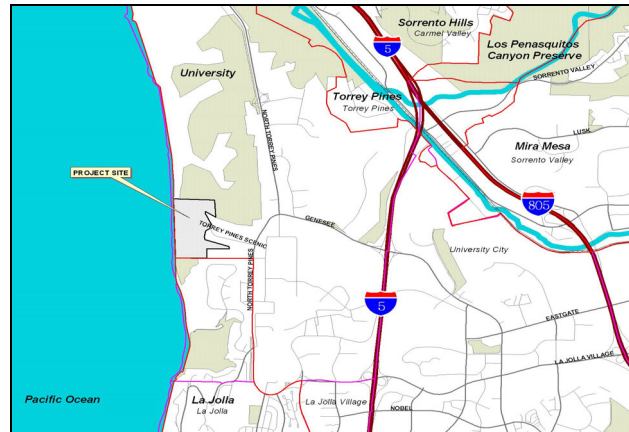 Sorrento Hills
Carmel Valley
5
Los Penasquitos
Canyon Preserve
University
SORRENTO VALLEY
Torrey Pines
Torrey Pines
NORTH TORREY PINES
LUSK
Mira Mesa
Sorrento Valley
PROJECT SITE
805
GENESEE
TORREY PINES SCENIC
University City
NORTH TORREY PINES
5
EASTGATE
LA JOLLA VILLAGE
Pacific Ocean
La Jolla
La Jolla
La Jolla Village
NOBEL